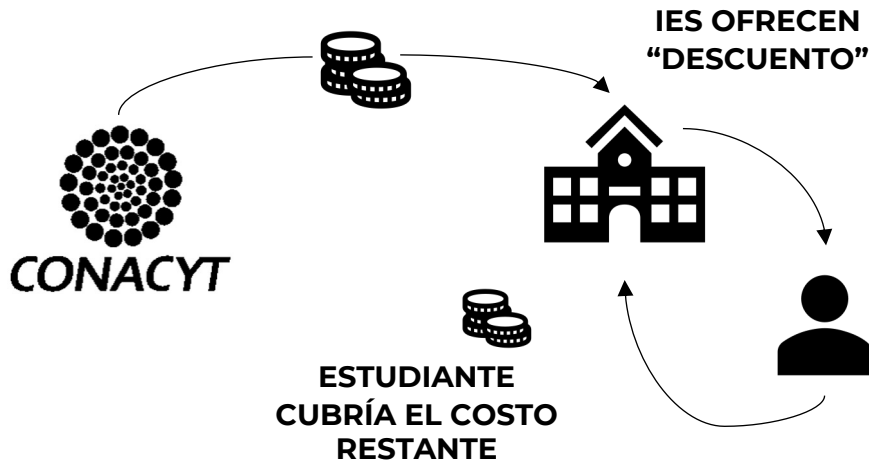 IES OFRECEN
“DESCUENTO”
CONACYT
ESTUDIANTE
CUBRÍA EL COSTO
RESTANTE